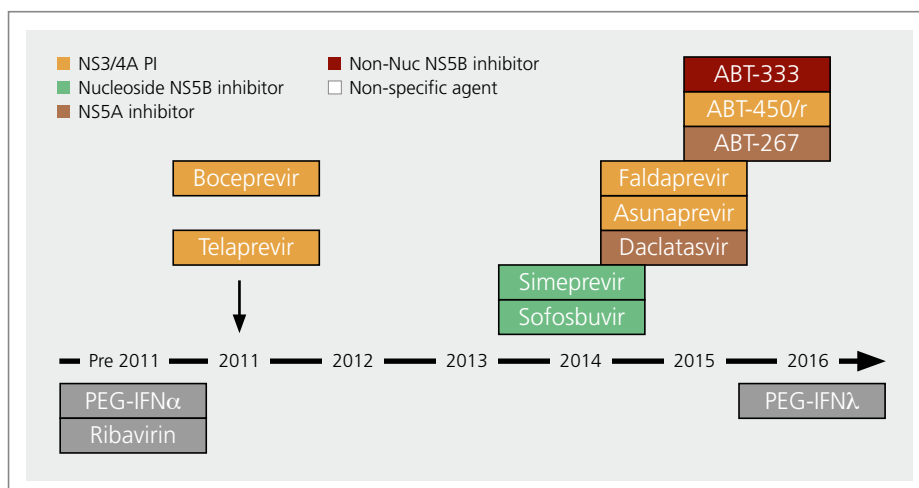 NS3/4A PI
Nucleoside NS5B inhibitor
NS5A inhibitor
Non-Nuc NS5B inhibitor
Non-specific agent
ABT-333
ABT-450/r
ABT-267
Boceprevir
Faldaprevir
Asunaprevir
Telaprevir
Daclatasvir
Simeprevir
Sofosbuvir
Pre 2011 2011 2012 2013 2014 2015 2016
PEG-IFNα
Ribavirin
PEG-IFNλ